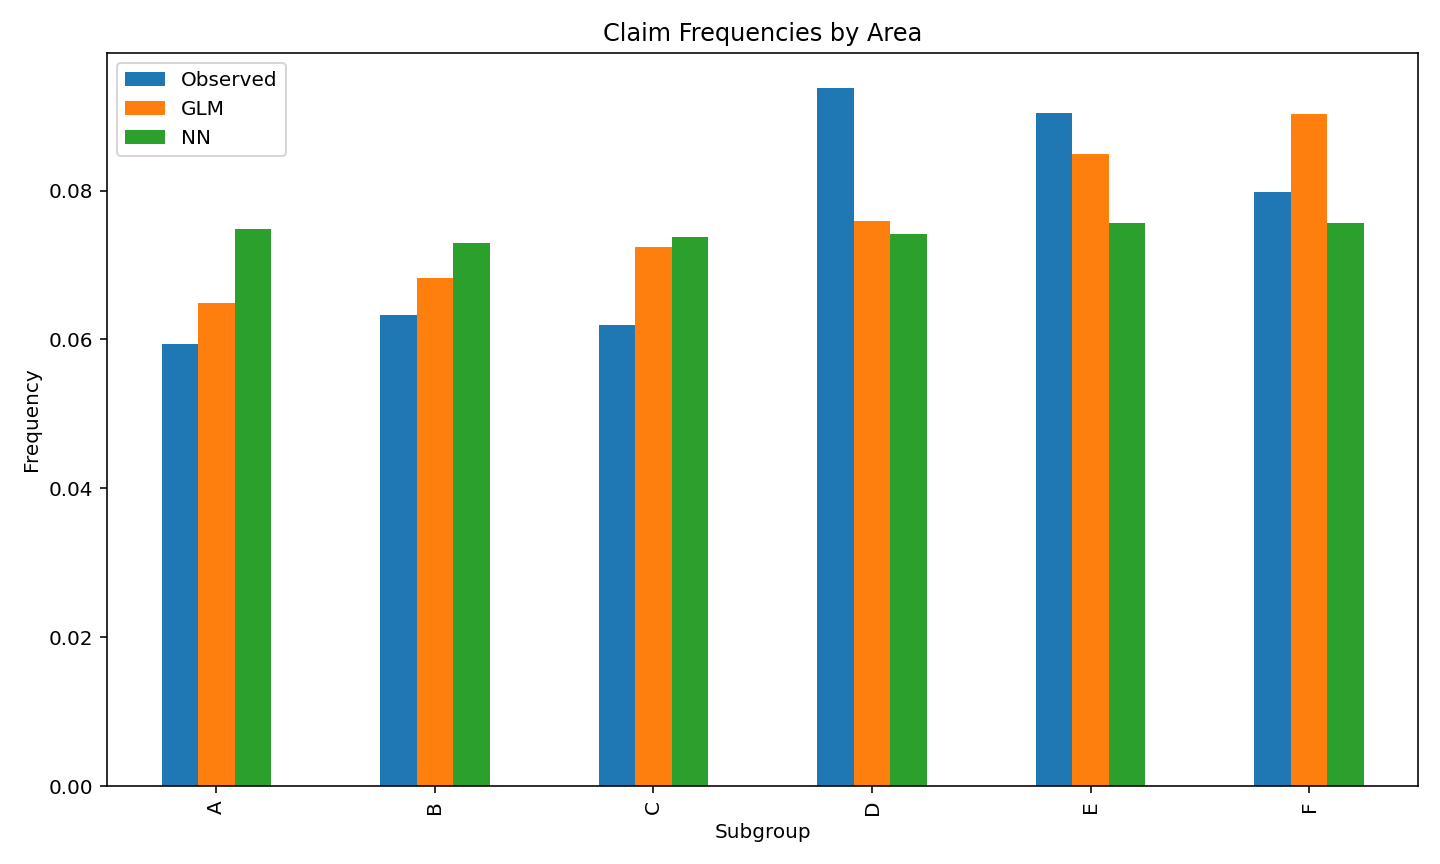 Claim Frequencies by Area
Observed
GLM
NN
Frequency
0.08
0.06
0.04
0.02
0.00
A
B
C
D
E
F
Subgroup